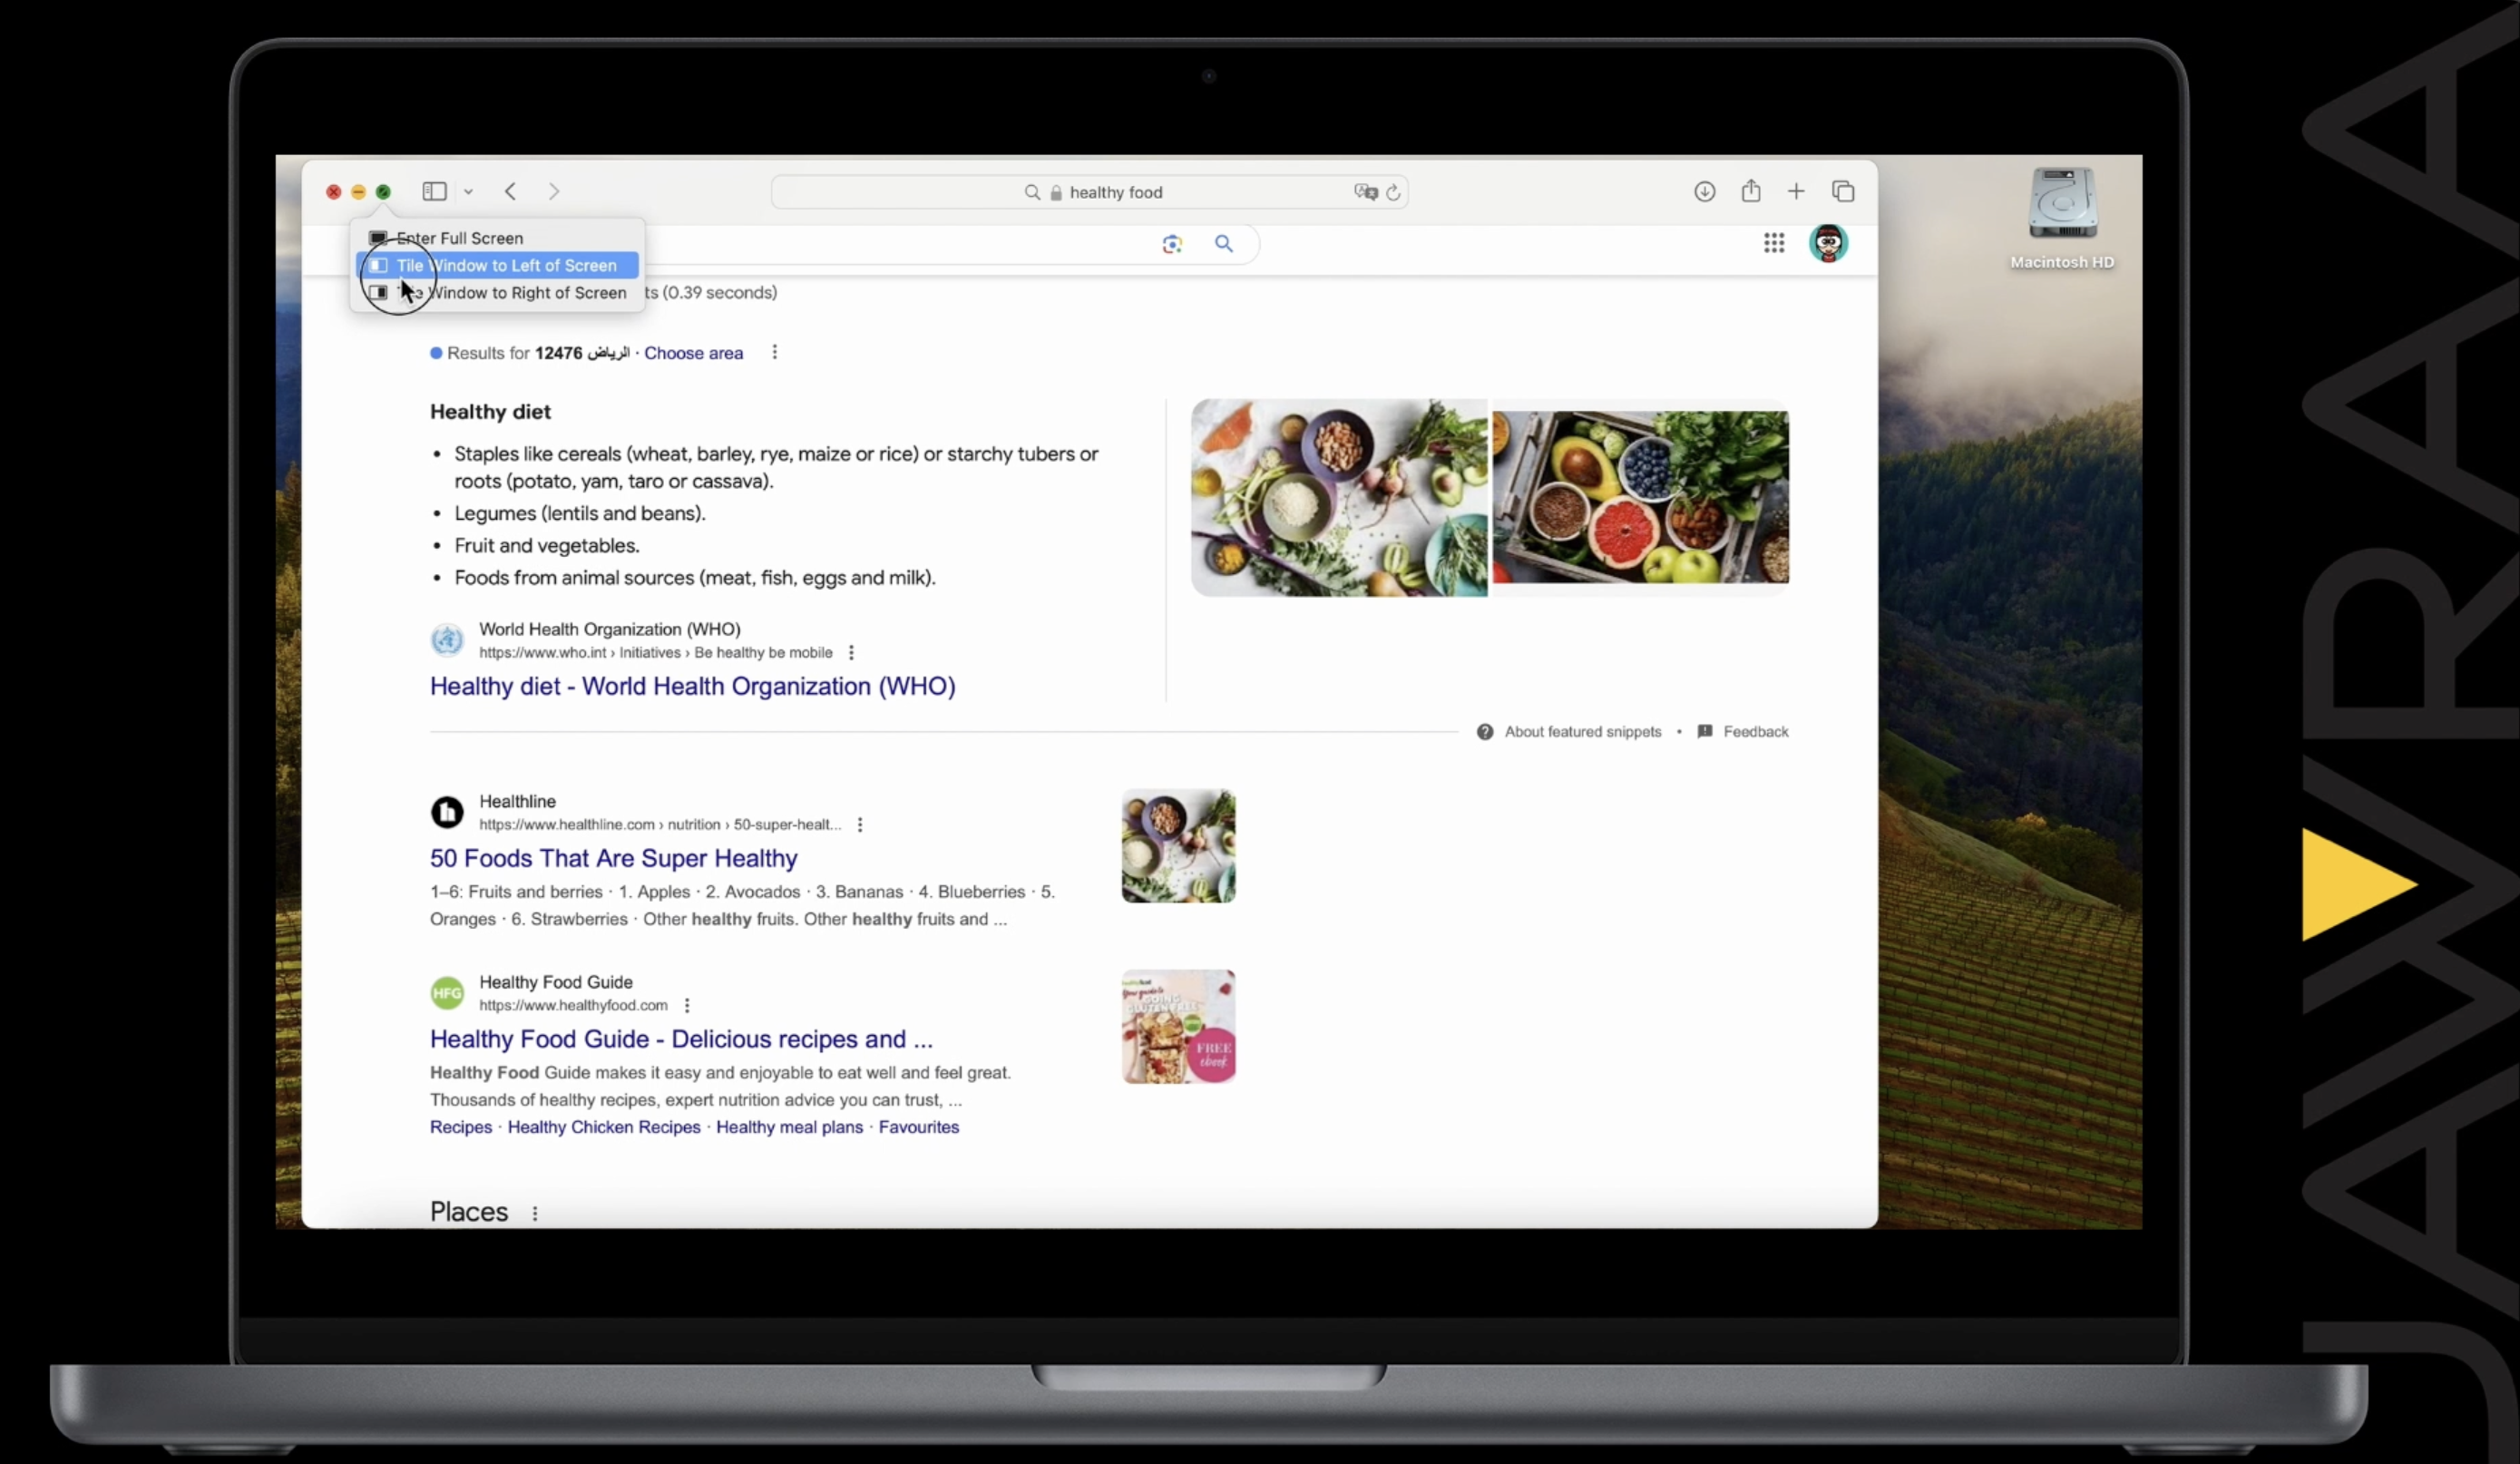 healthy food
Macintosh HD
Enter Full Screen
Tile Window to Left of Screen
Window to Right of Screen
ts (0.39 seconds)
Results for 12476 الرياض · Choose area
Healthy diet
• Staples like cereals (wheat, barley, rye, maize or rice) or starchy tubers or
roots (potato, yam, taro or cassava).
• Legumes (lentils and beans).
• Fruit and vegetables.
• Foods from animal sources (meat, fish, eggs and milk).
World Health Organization (WHO)
https://www.who.int › Initiatives › Be healthy be mobile
Healthy diet - World Health Organization (WHO)
About featured snippets • Feedback
Healthline
https://www.healthline.com › nutrition › 50-super-healt...
50 Foods That Are Super Healthy
1–6: Fruits and berries · 1. Apples · 2. Avocados · 3. Bananas · 4. Blueberries · 5.
Oranges · 6. Strawberries · Other healthy fruits. Other healthy fruits and ...
HFG
Healthy Food Guide
https://www.healthyfood.com
Healthy Food Guide - Delicious recipes and ...
Healthy Food Guide makes it easy and enjoyable to eat well and feel great.
Thousands of healthy recipes, expert nutrition advice you can trust, ...
Recipes · Healthy Chicken Recipes · Healthy meal plans · Favourites
Your guide to
GOING
GLUTEN FREE
FREE
ebook
Places
JAWRAA